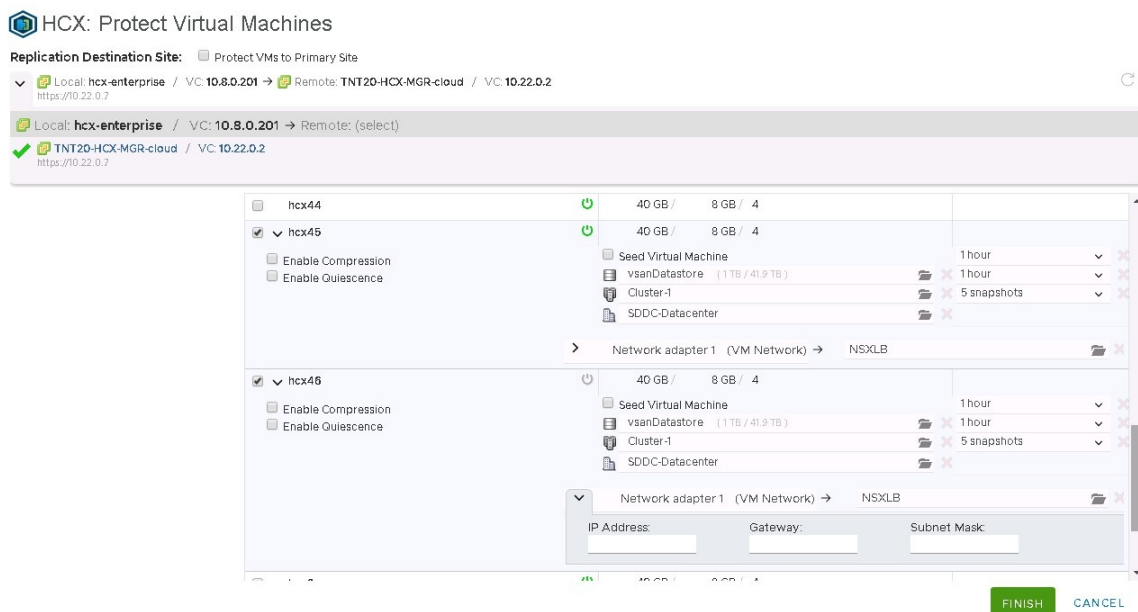 HCX: Protect Virtual Machines
Replication Destination Site: Protect VMs to Primary Site
Local: hcx-enterprise / VC: 10.8.0.201 → Remote: TNT20-HCX-MGR-cloud / VC: 10.22.0.2
https://10.22.0.7
Local: hcx-enterprise / VC: 10.8.0.201 → Remote: (select)
TNT20-HCX-MGR-cloud / VC: 10.22.0.2
https://10.22.0.7
hcx44 40 GB / 8 GB / 4
hcx45 40 GB / 8 GB / 4
Enable Compression Seed Virtual Machine 1 hour
Enable Quiescence vsanDatastore (1 TB / 41.9 TB) 1 hour
Cluster-1 5 snapshots
SDDC-Datacenter
Network adapter 1 (VM Network) → NSXLB
hcx46 40 GB / 8 GB / 4
Enable Compression Seed Virtual Machine 1 hour
Enable Quiescence vsanDatastore (1 TB / 41.9 TB) 1 hour
Cluster-1 5 snapshots
SDDC-Datacenter
Network adapter 1 (VM Network) → NSXLB
IP Address: Gateway: Subnet Mask:
FINISH CANCEL